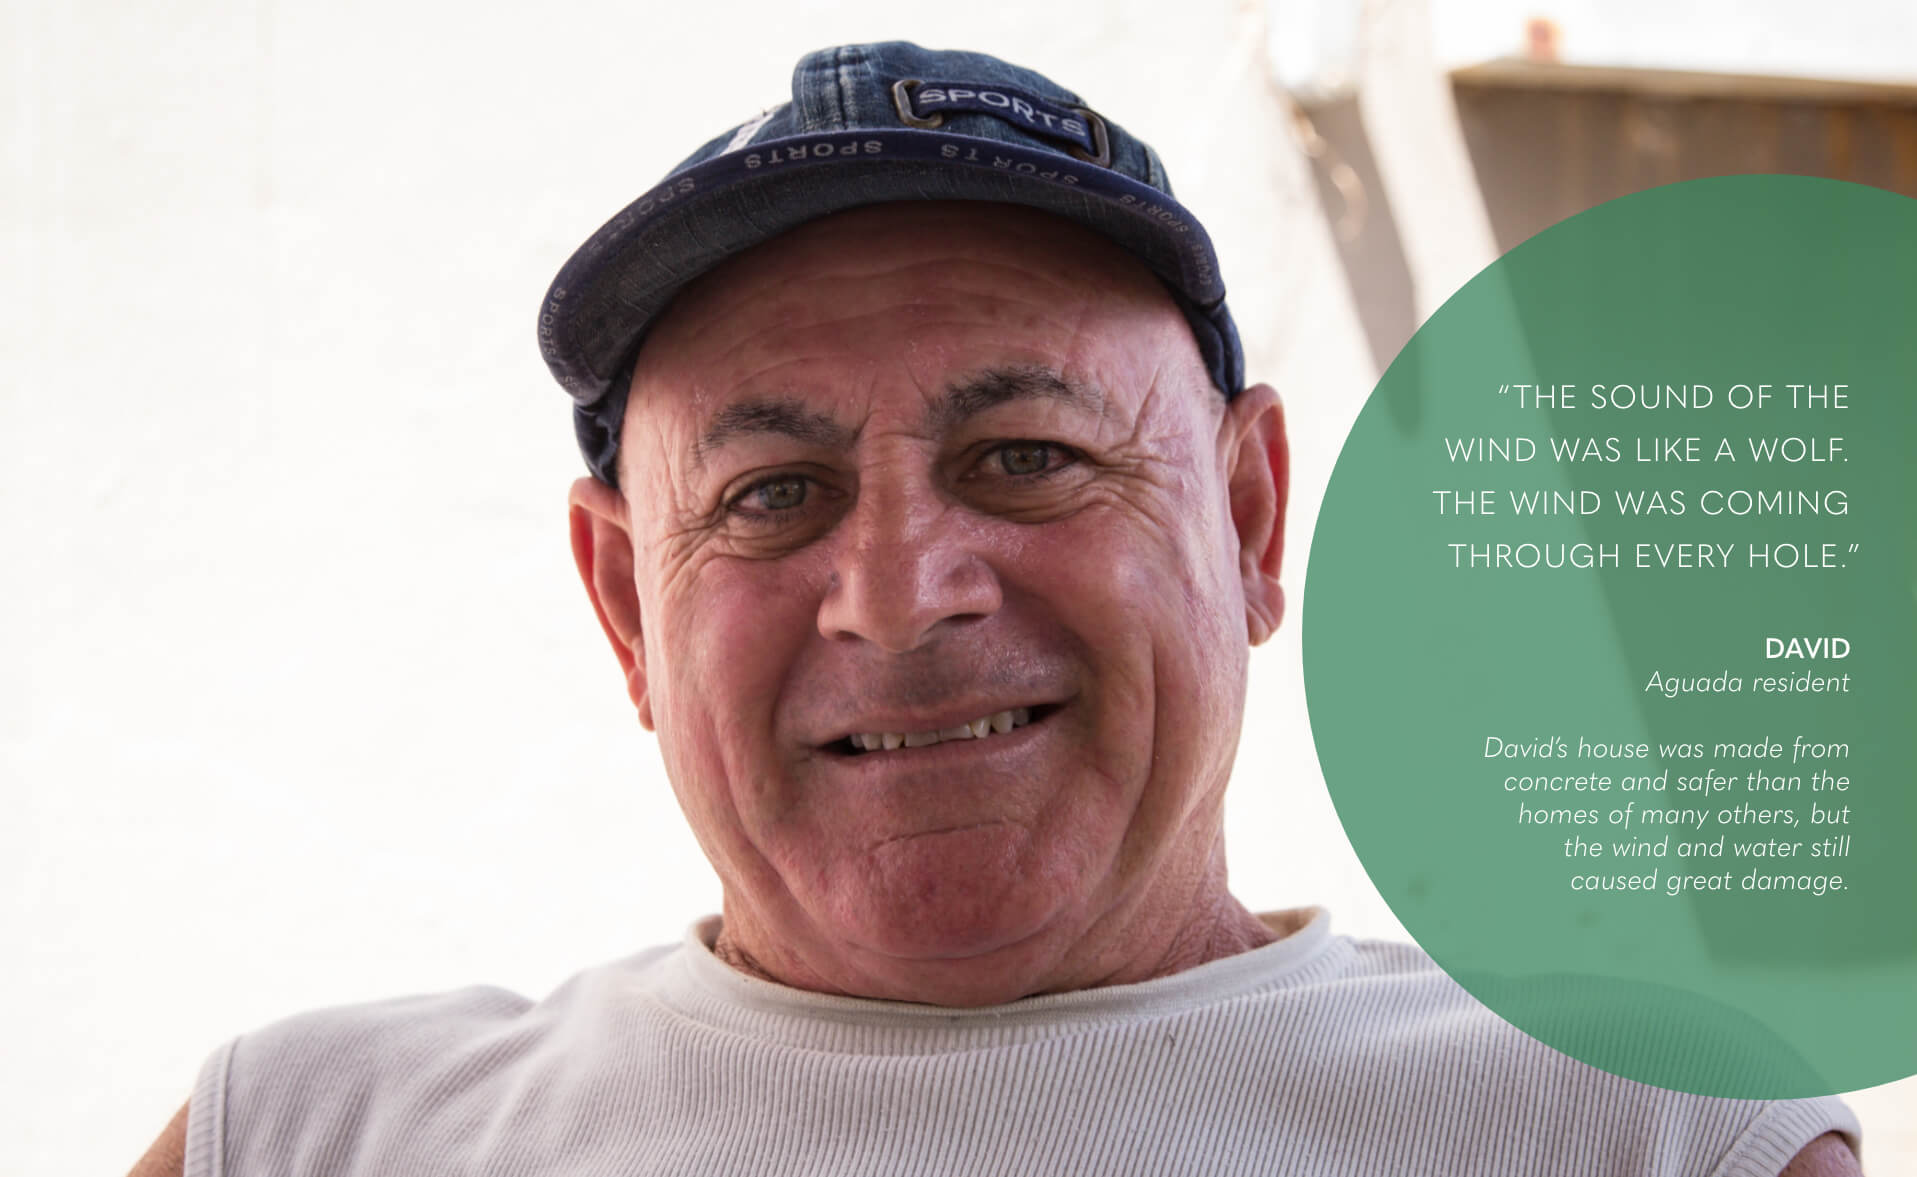 SPORTS
SPORTS SPORTS
SPORTS
SPORTS
SPORTS
“THE SOUND OF THE
WIND WAS LIKE A WOLF.
THE WIND WAS COMING
THROUGH EVERY HOLE.”
DAVID
Aguada resident
David’s house was made from
concrete and safer than the
homes of many others, but
the wind and water still
caused great damage.